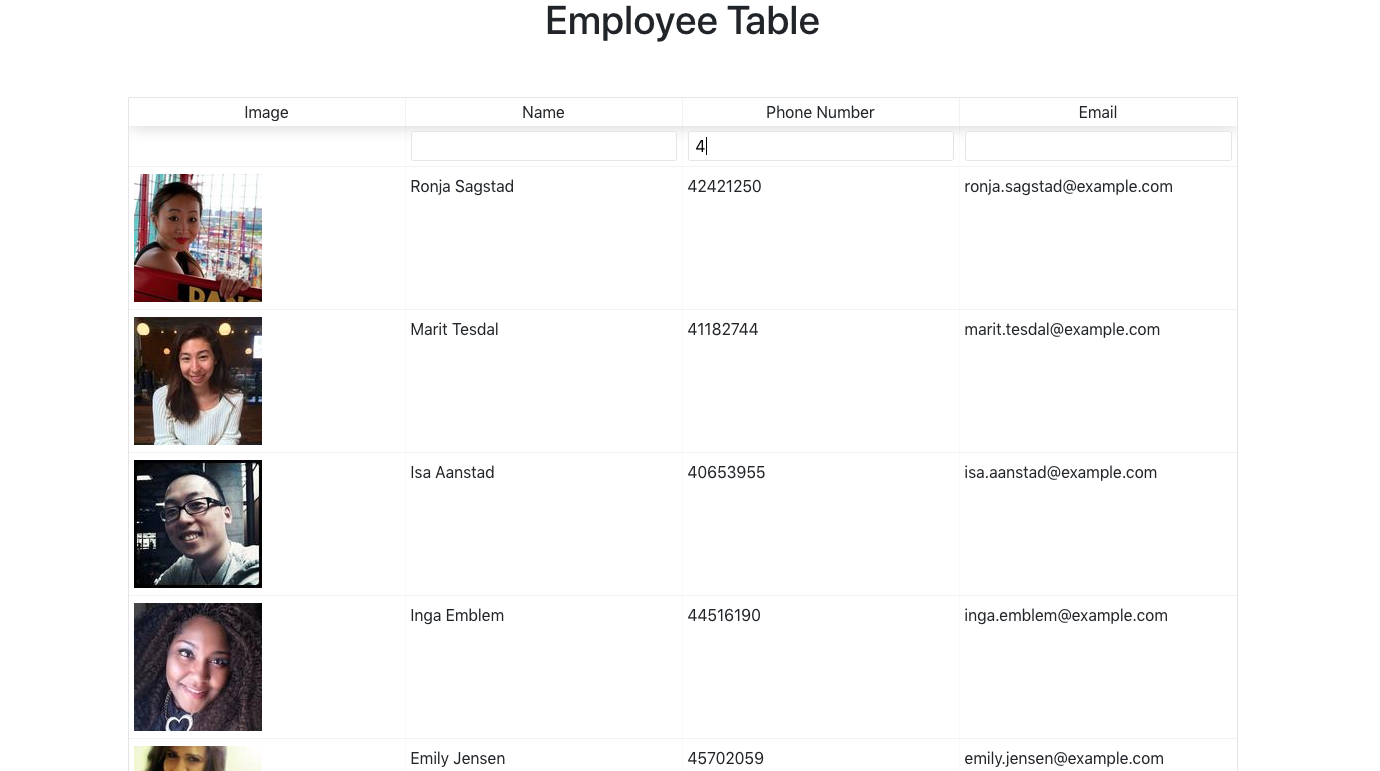 Employee Table
Image Name Phone Number Email
4
Ronja Sagstad 42421250 ronja.sagstad@example.com
Marit Tesdal 41182744 marit.tesdal@example.com
Isa Aanstad 40653955 isa.aanstad@example.com
Inga Emblem 44516190 inga.emblem@example.com
Emily Jensen 45702059 emily.jensen@example.com